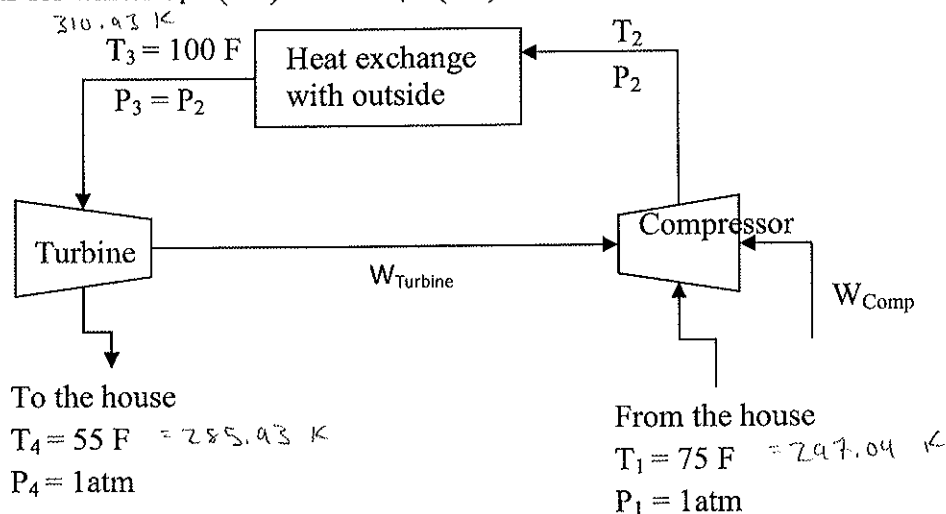 310.93 K
T₃ = 100 F
P₃ = P₂
Heat exchange
with outside
T₂
P₂
Turbine
W_Turbine
Compressor
W_Comp
To the house
T₄ = 55 F = 285.93 K
P₄ = 1atm
From the house
T₁ = 75 F = 297.04 K
P₁ = 1atm